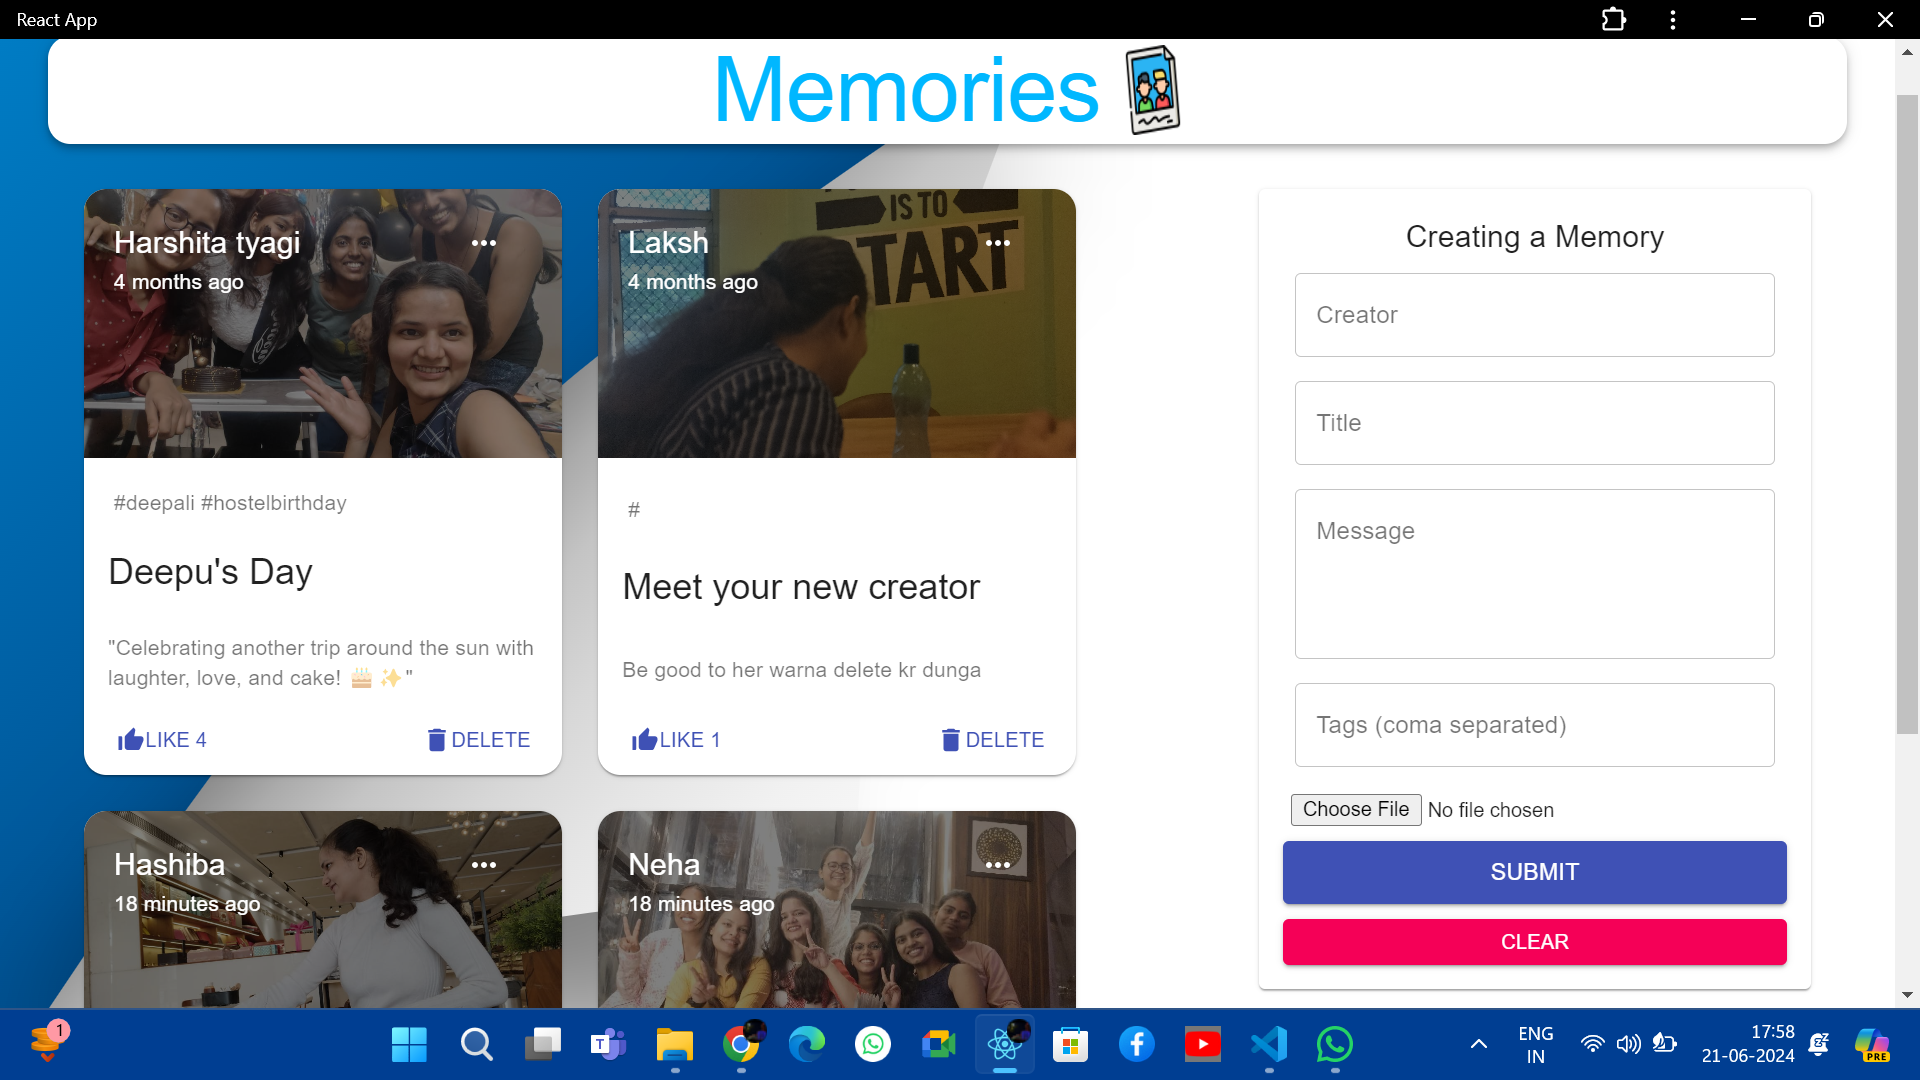 React App
Memories
Harshita tyagi
4 months ago
#deepali #hostelbirthday
Deepu's Day
"Celebrating another trip around the sun with
laughter, love, and cake! 🎂 ✨"
LIKE 4
DELETE
IS TO
START
Laksh
4 months ago
#
Meet your new creator
Be good to her warna delete kr dunga
LIKE 1
DELETE
Hashiba
18 minutes ago
Neha
18 minutes ago
Creating a Memory
Creator
Title
Message
Tags (coma separated)
Choose File No file chosen
SUBMIT
CLEAR
1
T
ENG
IN
17:58
21-06-2024
PRE